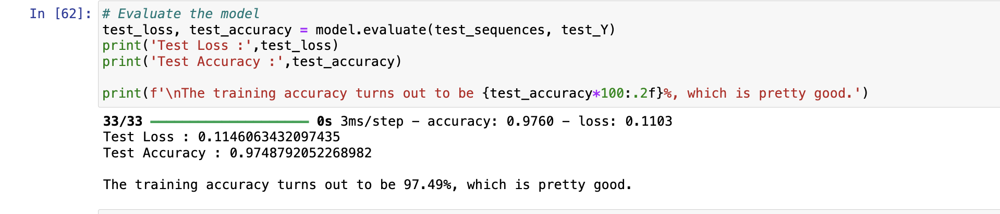 In [62]: # Evaluate the model
test_loss, test_accuracy = model.evaluate(test_sequences, test_Y)
print('Test Loss :',test_loss)
print('Test Accuracy :',test_accuracy)
print(f'\nThe training accuracy turns out to be {test_accuracy*100:.2f}%, which is pretty good.')
33/33 ━━━━━━━━━━━━━━━━━━━━ 0s 3ms/step - accuracy: 0.9760 - loss: 0.1103
Test Loss : 0.1146063432097435
Test Accuracy : 0.9748792052268982
The training accuracy turns out to be 97.49%, which is pretty good.